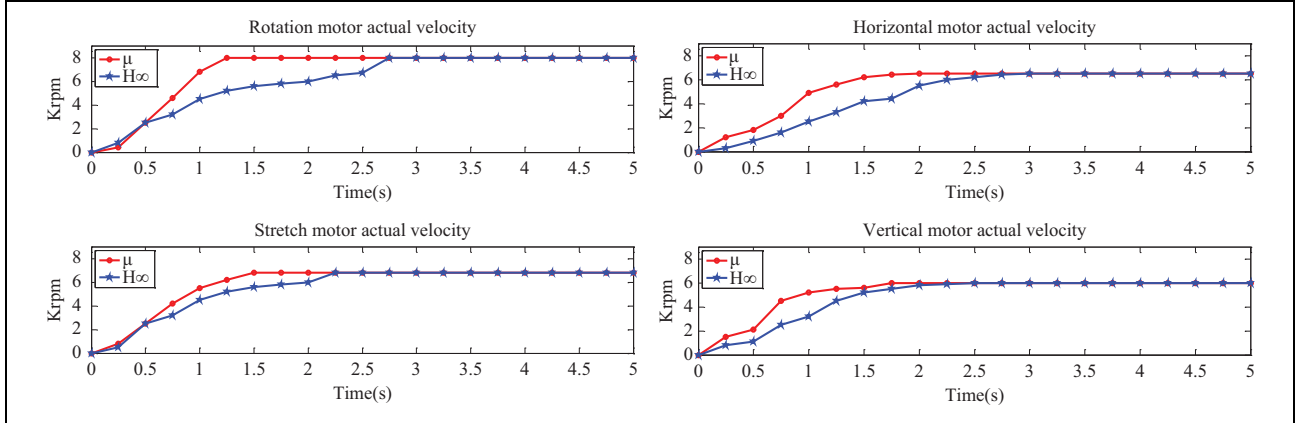 Rotation motor actual velocity
μ
H∞
8
6
4
2
0
Krpm
0 0.5 1 1.5 2 2.5 3 3.5 4 4.5 5
Time(s)
Horizontal motor actual velocity
μ
H∞
8
6
4
2
0
Krpm
0 0.5 1 1.5 2 2.5 3 3.5 4 4.5 5
Time(s)
Stretch motor actual velocity
μ
H∞
8
6
4
2
0
Krpm
0 0.5 1 1.5 2 2.5 3 3.5 4 4.5 5
Time(s)
Vertical motor actual velocity
μ
H∞
8
6
4
2
0
Krpm
0 0.5 1 1.5 2 2.5 3 3.5 4 4.5 5
Time(s)